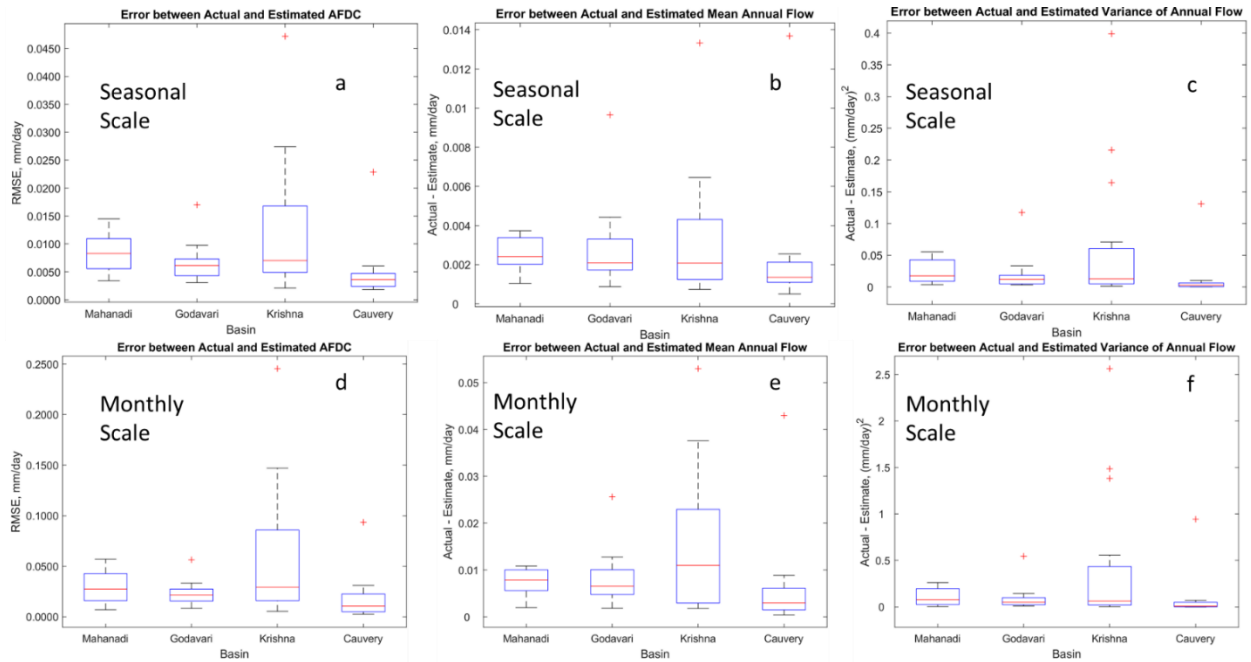 Error between Actual and Estimated AFDC
RMSE, mm/day
0.0450
0.0400
0.0350
0.0300
0.0250
0.0200
0.0150
0.0100
0.0050
0.0000
Seasonal
Scale
a
Mahanadi Godavari Krishna Cauvery
Basin
Error between Actual and Estimated Mean Annual Flow
Actual - Estimate, mm/day
0.014
0.012
0.01
0.008
0.006
0.004
0.002
0
Seasonal
Scale
b
Mahanadi Godavari Krishna Cauvery
Basin
Error between Actual and Estimated Variance of Annual Flow
Actual - Estimate, (mm/day)²
0.4
0.35
0.3
0.25
0.2
0.15
0.1
0.05
0
Seasonal
Scale
c
Mahanadi Godavari Krishna Cauvery
Basin
Error between Actual and Estimated AFDC
RMSE, mm/day
0.2500
0.2000
0.1500
0.1000
0.0500
0.0000
Monthly
Scale
d
Mahanadi Godavari Krishna Cauvery
Basin
Error between Actual and Estimated Mean Annual Flow
Actual - Estimate, mm/day
0.05
0.04
0.03
0.02
0.01
0
Monthly
Scale
e
Mahanadi Godavari Krishna Cauvery
Basin
Error between Actual and Estimated Variance of Annual Flow
Actual - Estimate, (mm/day)²
2.5
2
1.5
1
0.5
0
Monthly
Scale
f
Mahanadi Godavari Krishna Cauvery
Basin